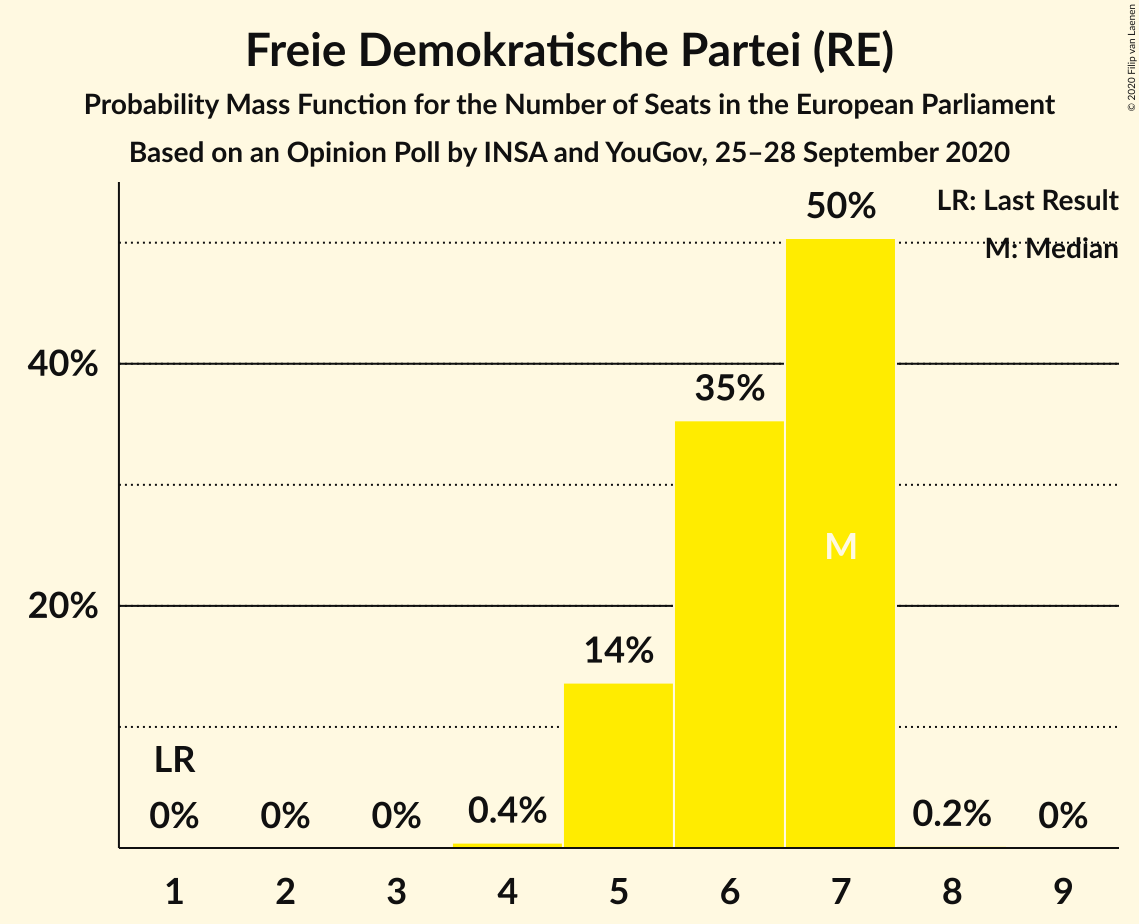 Freie Demokratische Partei (RE)
Probability Mass Function for the Number of Seats in the European Parliament
Based on an Opinion Poll by INSA and YouGov, 25–28 September 2020
© 2020 Filip van Laenen
LR: Last Result
M: Median
50%
40%
35%
M
20%
14%
LR
0%
0%
0%
0.4%
0.2%
0%
1 2 3 4 5 6 7 8 9